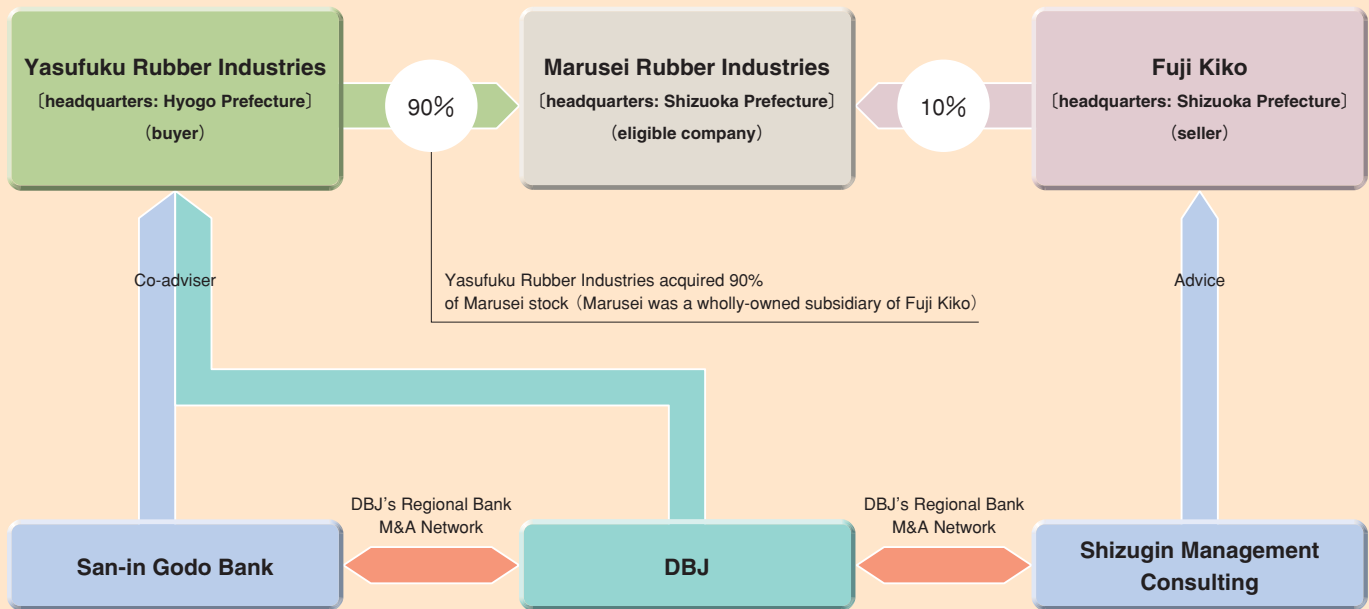 Yasufuku Rubber Industries
〔headquarters: Hyogo Prefecture〕
（buyer）
90%
Marusei Rubber Industries
〔headquarters: Shizuoka Prefecture〕
（eligible company）
10%
Fuji Kiko
〔headquarters: Shizuoka Prefecture〕
（seller）
Co-adviser
Yasufuku Rubber Industries acquired 90%
of Marusei stock（Marusei was a wholly-owned subsidiary of Fuji Kiko）
Advice
San-in Godo Bank
DBJ's Regional Bank
M&A Network
DBJ
DBJ's Regional Bank
M&A Network
Shizugin Management
Consulting